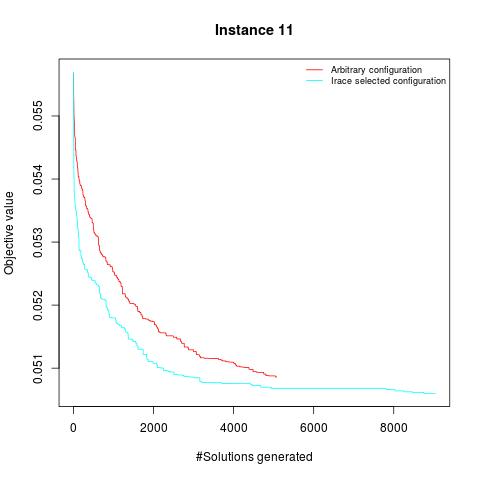 Instance 11
Arbitrary configuration
Irace selected configuration
Objective value
0.055
0.054
0.053
0.052
0.051
0 2000 4000 6000 8000
#Solutions generated